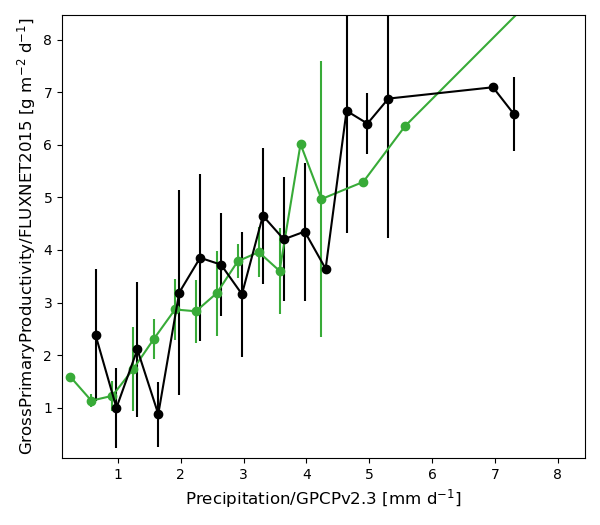 GrossPrimaryProductivity/FLUXNET2015 [g m⁻² d⁻¹]
8
7
6
5
4
3
2
1
1 2 3 4 5 6 7 8
Precipitation/GPCPv2.3 [mm d⁻¹]